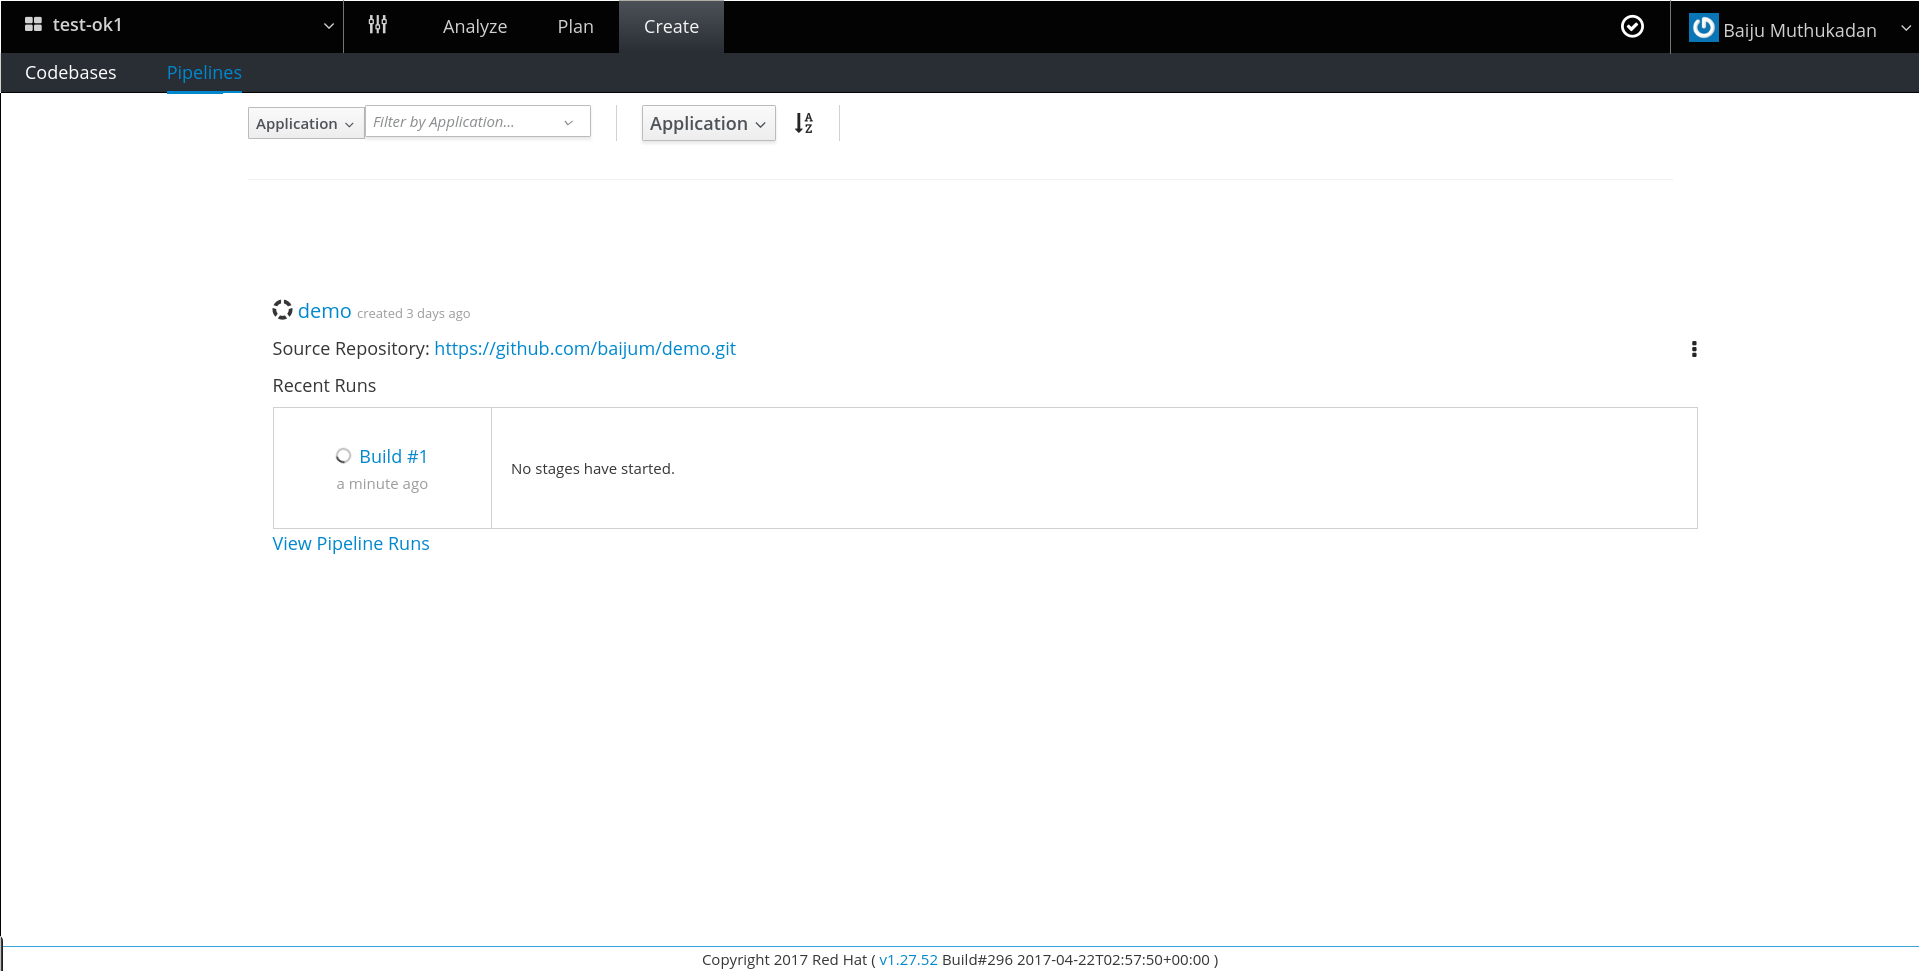 test-ok1 Analyze Plan Create Baiju Muthukadan
Codebases Pipelines
Application Filter by Application... Application A Z
demo created 3 days ago
Source Repository: https://github.com/baijum/demo.git
Recent Runs
Build #1
a minute ago
No stages have started.
View Pipeline Runs
Copyright 2017 Red Hat ( v1.27.52 Build#296 2017-04-22T02:57:50+00:00 )